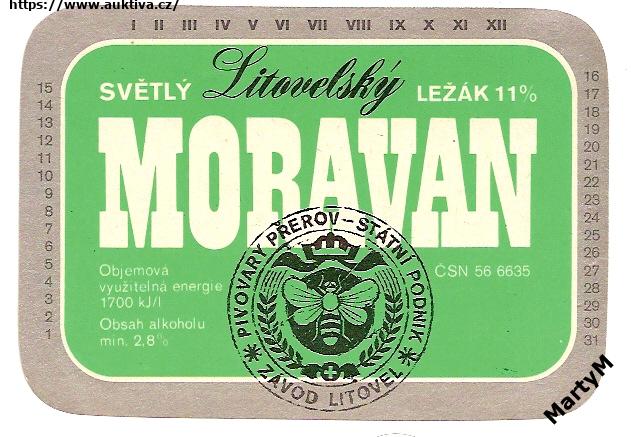 https://www.auktiva.cz/
I II III IV V VI VII VIII IX X XI XII
SVĚTLÝ Litovelský LEŽÁK 11%
MORAVAN
Objemová
využitelná energie
1700 kJ/l
Obsah alkoholu
min. 2,8%
ČSN 56 6635
PIVOVARY PŘEROV - STÁTNÍ PODNIK
* ZÁVOD LITOVEL *
15
14
13
12
11
10
9
8
7
6
5
4
3
2
1
16
17
18
19
20
21
22
23
24
25
26
27
28
29
30
31
MartyM